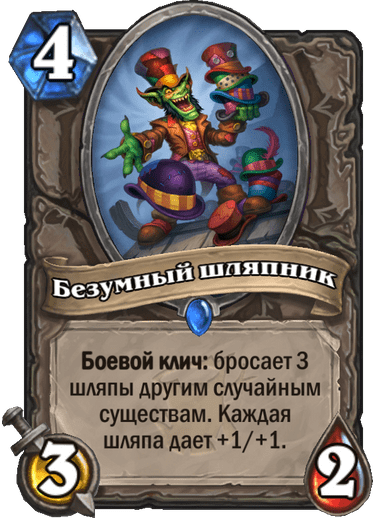 4
Безумный шляпник
Боевой клич: бросает 3
шляпы другим случайным
существам. Каждая
шляпа дает +1/+1.
3
2